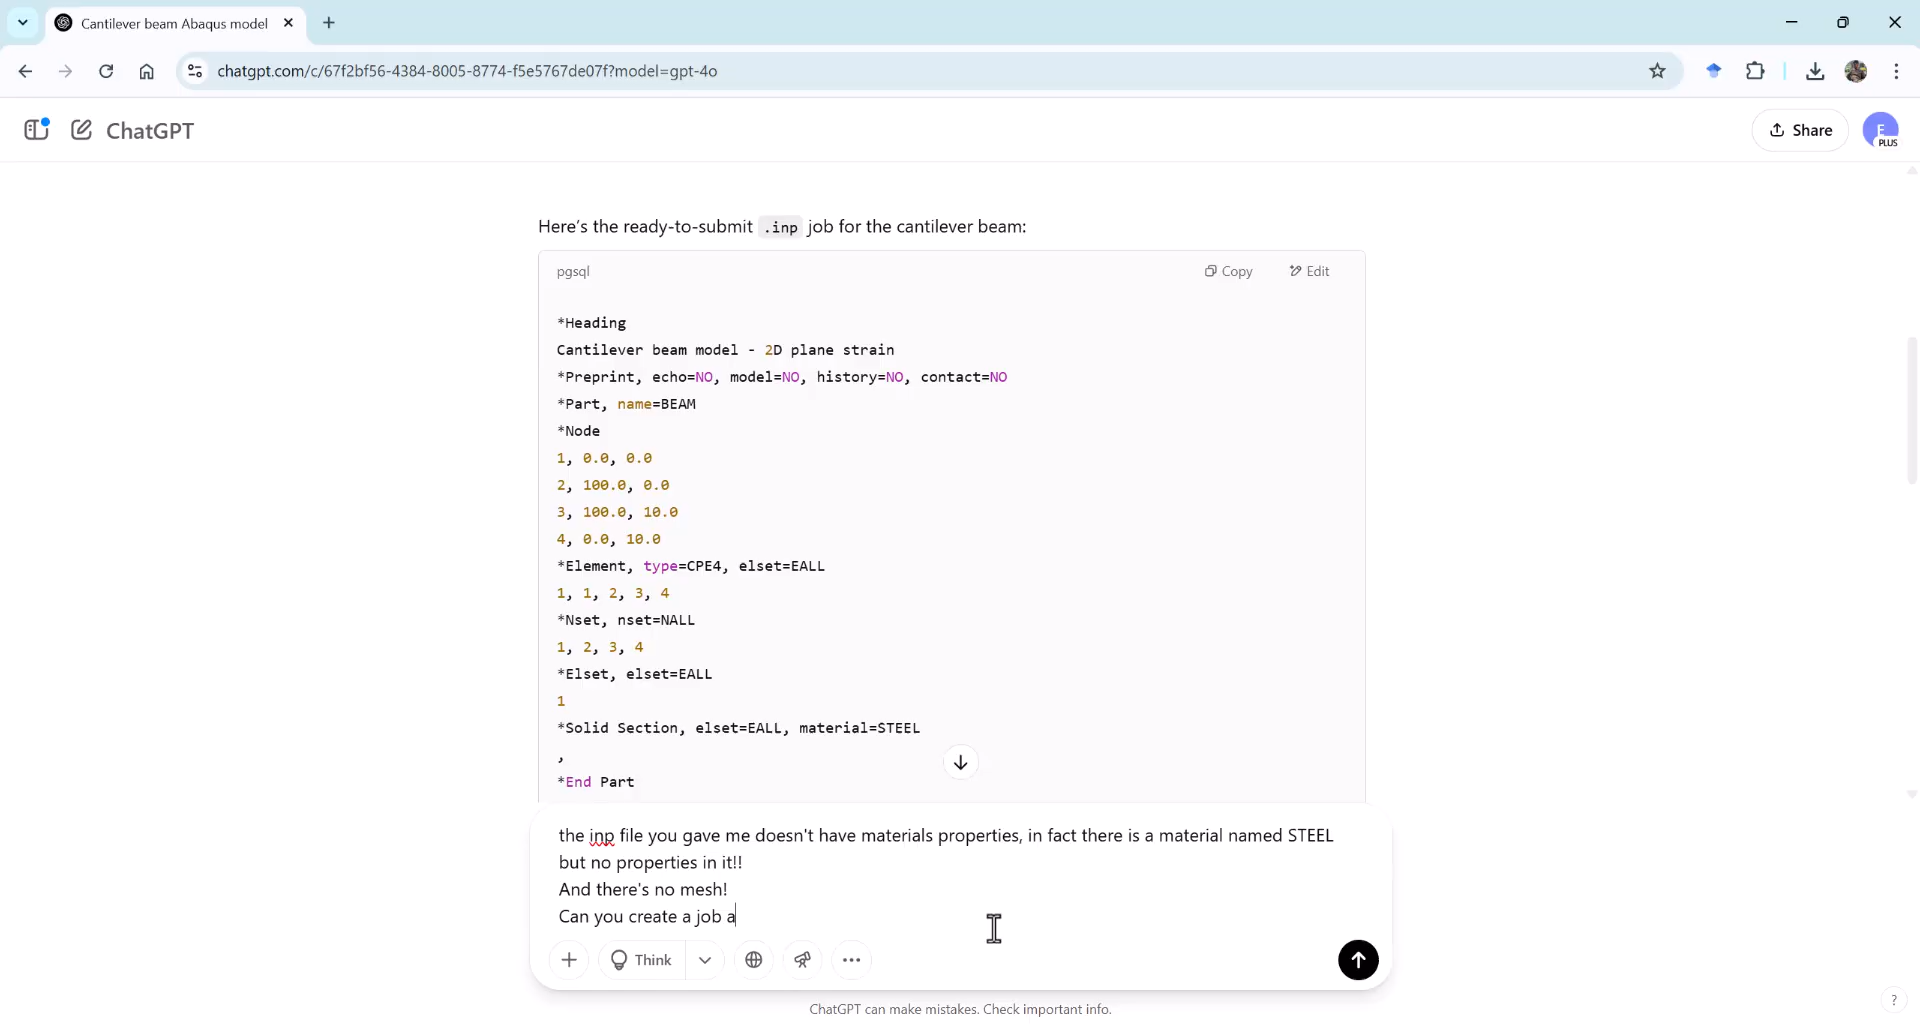 Cantilever beam Abaqus model
chatgpt.com/c/67f2bf56-4384-8005-8774-f5e5767de07f?model=gpt-4o
ChatGPT
Share
E
PLUS
Here's the ready-to-submit .inp job for the cantilever beam:
pgsql
Copy
Edit
*Heading
Cantilever beam model - 2D plane strain
*Preprint, echo=NO, model=NO, history=NO, contact=NO
*Part, name=BEAM
*Node
1, 0.0, 0.0
2, 100.0, 0.0
3, 100.0, 10.0
4, 0.0, 10.0
*Element, type=CPE4, elset=EALL
1, 1, 2, 3, 4
*Nset, nset=NALL
1, 2, 3, 4
*Elset, elset=EALL
1
*Solid Section, elset=EALL, material=STEEL
,
*End Part
the inp file you gave me doesn't have materials properties, in fact there is a material named STEEL
but no properties in it!!
And there's no mesh!
Can you create a job a
Think
ChatGPT can make mistakes. Check important info.
?